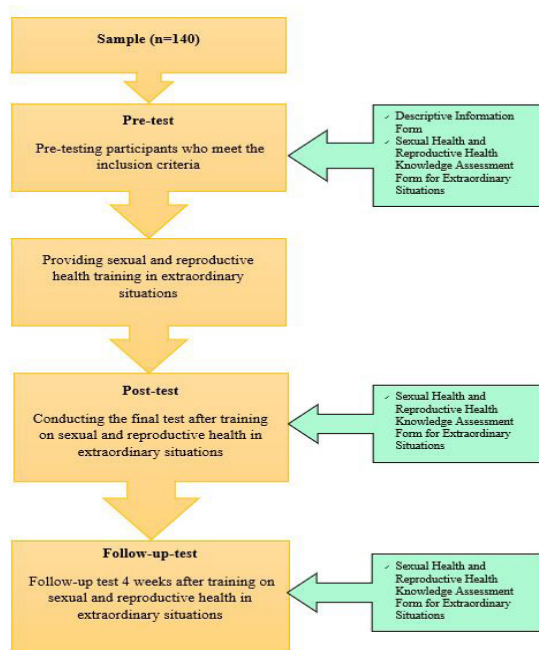 Sample (n=140)
Pre-test
Pre-testing participants who meet the
inclusion criteria
✓ Descriptive Information
Form
✓ Sexual Health and
Reproductive Health
Knowledge Assessment
Form for Extraordinary
Situations
Providing sexual and reproductive
health training in extraordinary
situations
Post-test
Conducting the final test after training
on sexual and reproductive health in
extraordinary situations
✓ Sexual Health and
Reproductive Health
Knowledge Assessment
Form for Extraordinary
Situations
Follow-up-test
Follow-up test 4 weeks after training on
sexual and reproductive health in
extraordinary situations
✓ Sexual Health and
Reproductive Health
Knowledge Assessment
Form for Extraordinary
Situations